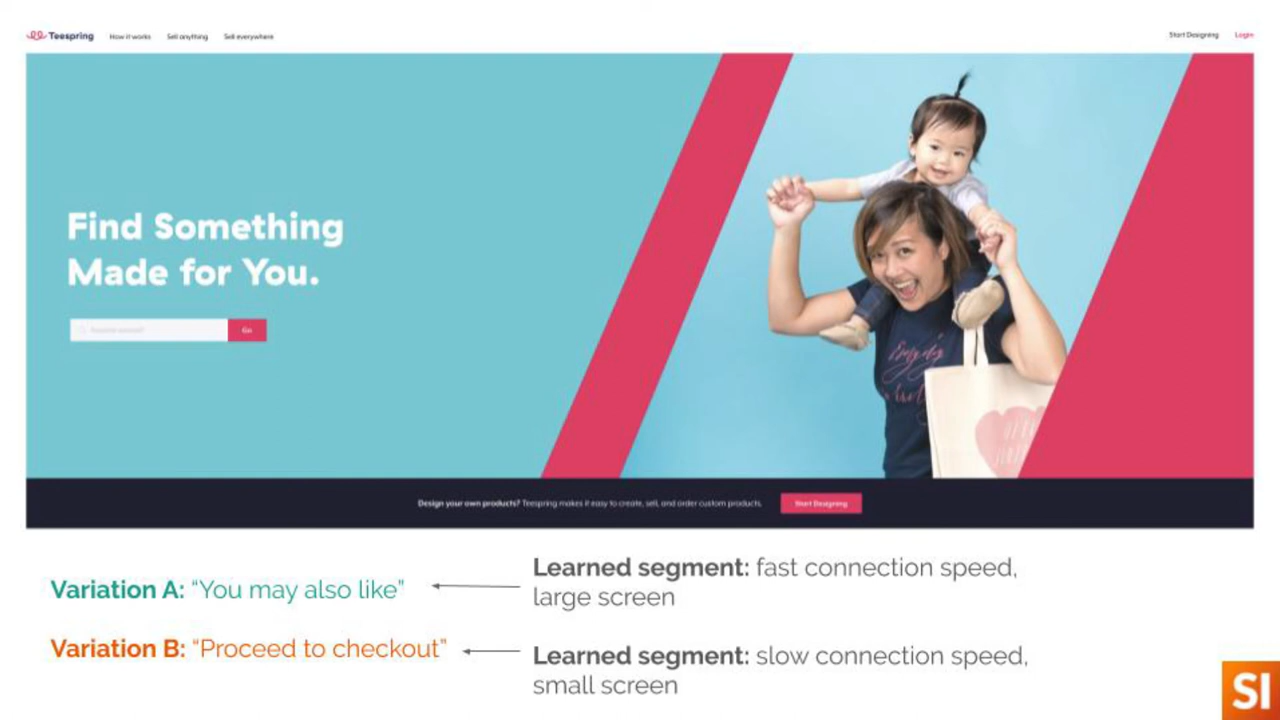 Teespring How it works Sell anything Sell everywhere Start Designing Login
Find Something
Made for You.
Go
Design your own products? Teespring makes it easy to create, sell, and order custom products. Start Designing
Variation A: “You may also like”
Learned segment: fast connection speed,
large screen
Variation B: “Proceed to checkout”
Learned segment: slow connection speed,
small screen
SI